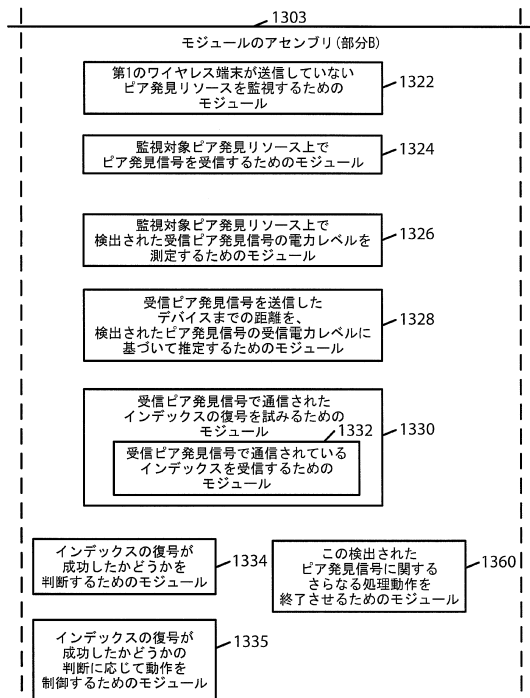 1303
モジュールのアセンブリ(部分B)
第1のワイヤレス端末が送信していない
ピア発見リソースを監視するための
モジュール
1322
監視対象ピア発見リソース上で
ピア発見信号を受信するためのモジュール
1324
監視対象ピア発見リソース上で
検出された受信ピア発見信号の電力レベルを
測定するためのモジュール
1326
受信ピア発見信号を送信した
デバイスまでの距離を、
検出されたピア発見信号の受信電力レベルに
基づいて推定するためのモジュール
1328
受信ピア発見信号で通信された
インデックスの復号を試みるための
モジュール
1330
1332
受信ピア発見信号で通信されている
インデックスを受信するための
モジュール
インデックスの復号が
成功したかどうかを
判断するためのモジュール
1334
この検出された
ピア発見信号に関する
さらなる処理動作を
終了させるためのモジュール
1360
インデックスの復号が
成功したかどうかの
判断に応じて動作を
制御するためのモジュール
1335